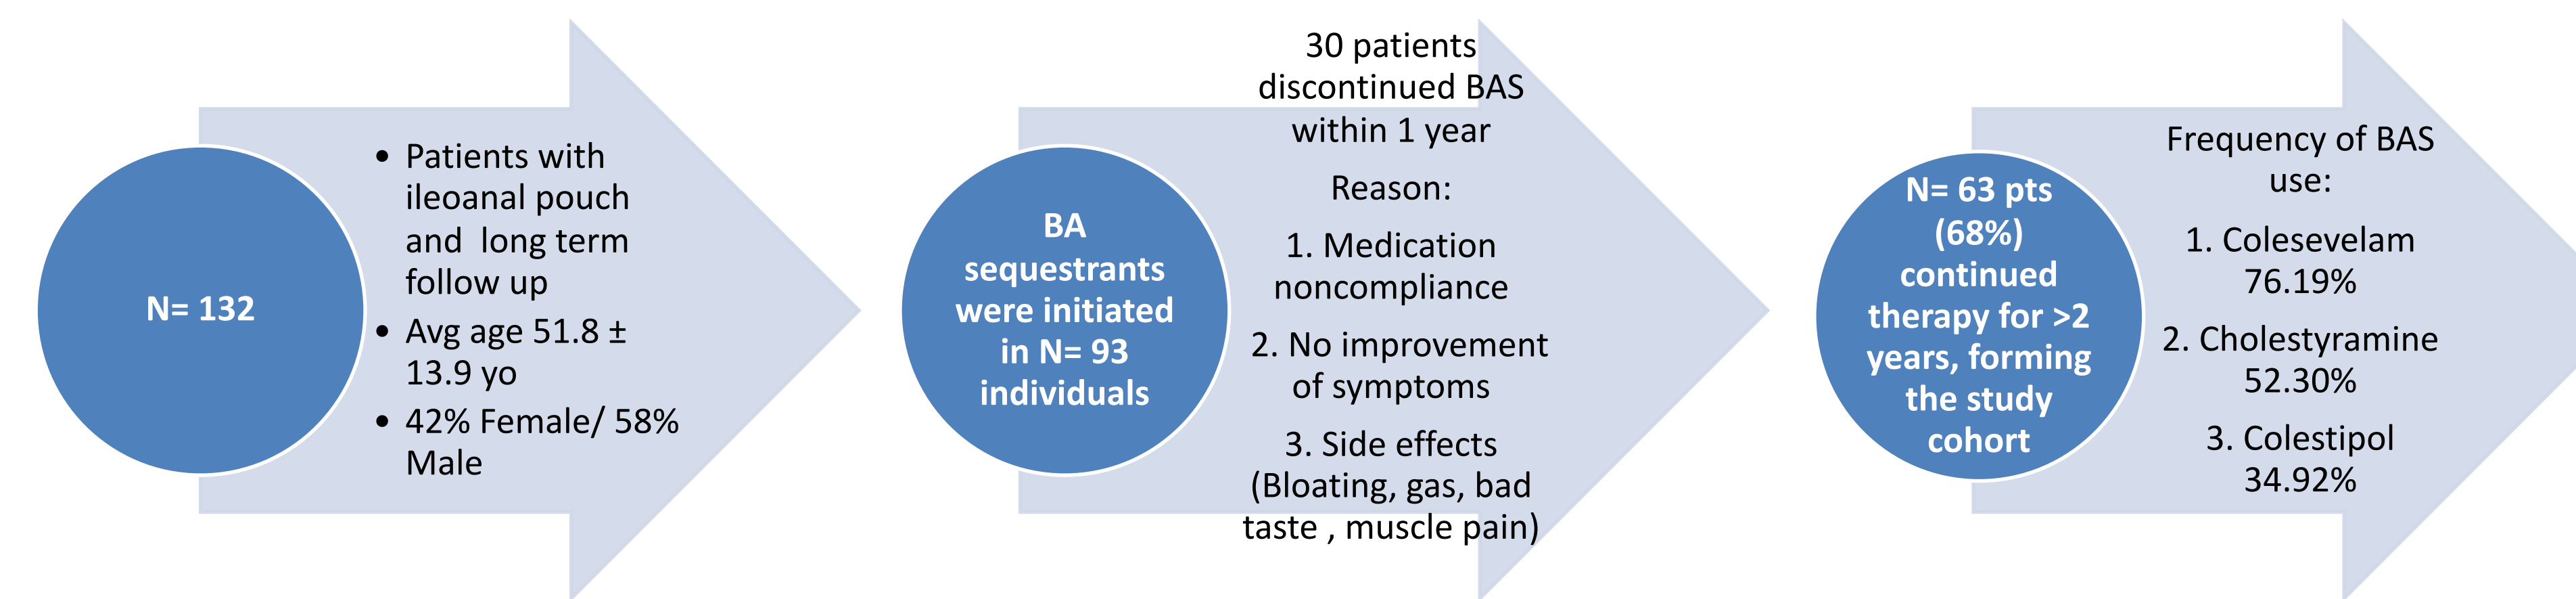 N= 132
• Patients with
ileoanal pouch
and  long term
follow up
• Avg age 51.8 ±
13.9 yo
• 42% Female/ 58%
Male
BA
sequestrants
were initiated
in N= 93
individuals
30 patients
discontinued BAS
within 1 year
Reason:
1. Medication
noncompliance
2. No improvement
of symptoms
3. Side effects
(Bloating, gas, bad
taste , muscle pain)
N= 63 pts
(68%)
continued
therapy for >2
years, forming
the study
cohort
Frequency of BAS
use:
1. Colesevelam
76.19%
2. Cholestyramine
52.30%
3. Colestipol
34.92%